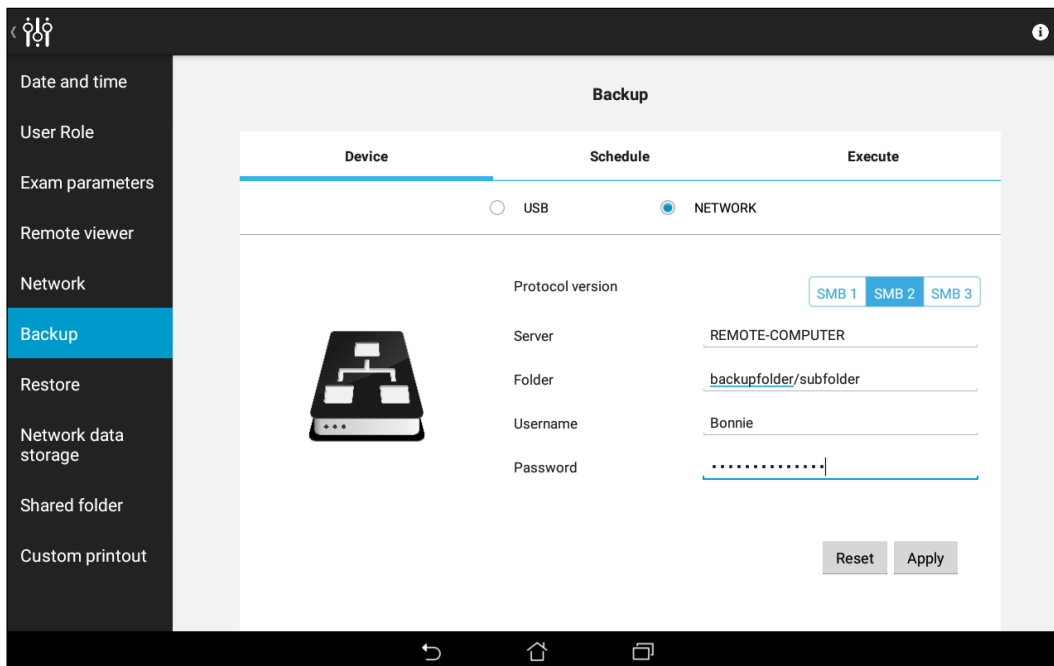 Date and time
User Role
Exam parameters
Remote viewer
Network
Backup
Restore
Network data
storage
Shared folder
Custom printout
Backup
Device Schedule Execute
USB NETWORK
Protocol version SMB 1 SMB 2 SMB 3
Server REMOTE-COMPUTER
Folder backupfolder/subfolder
Username Bonnie
Password ••••••••••••••
Reset Apply